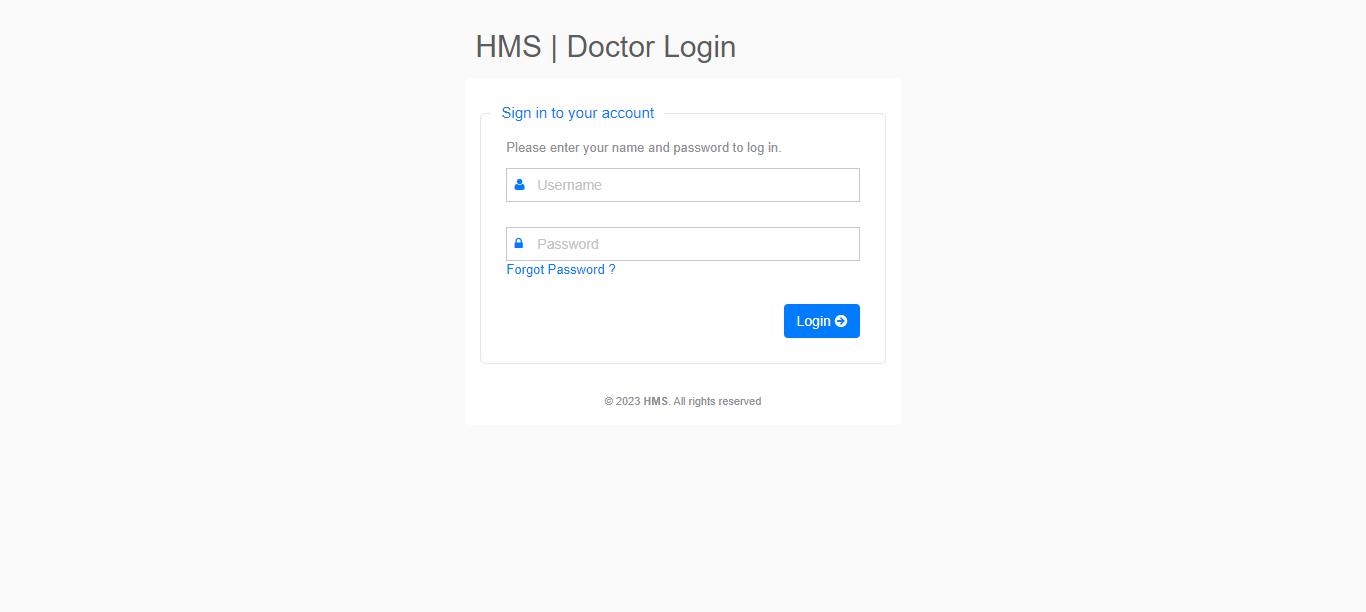 HMS | Doctor Login
Sign in to your account
Please enter your name and password to log in.
Username
Password
Forgot Password ?
Login
© 2023 HMS. All rights reserved